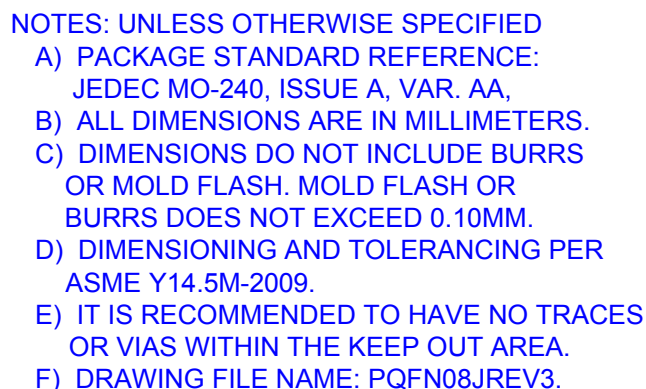 NOTES: UNLESS OTHERWISE SPECIFIED
A) PACKAGE STANDARD REFERENCE:
JEDEC MO-240, ISSUE A, VAR. AA,
B) ALL DIMENSIONS ARE IN MILLIMETERS.
C) DIMENSIONS DO NOT INCLUDE BURRS
OR MOLD FLASH. MOLD FLASH OR
BURRS DOES NOT EXCEED 0.10MM.
D) DIMENSIONING AND TOLERANCING PER
ASME Y14.5M-2009.
E) IT IS RECOMMENDED TO HAVE NO TRACES
OR VIAS WITHIN THE KEEP OUT AREA.
F) DRAWING FILE NAME: PQFN08JREV3.